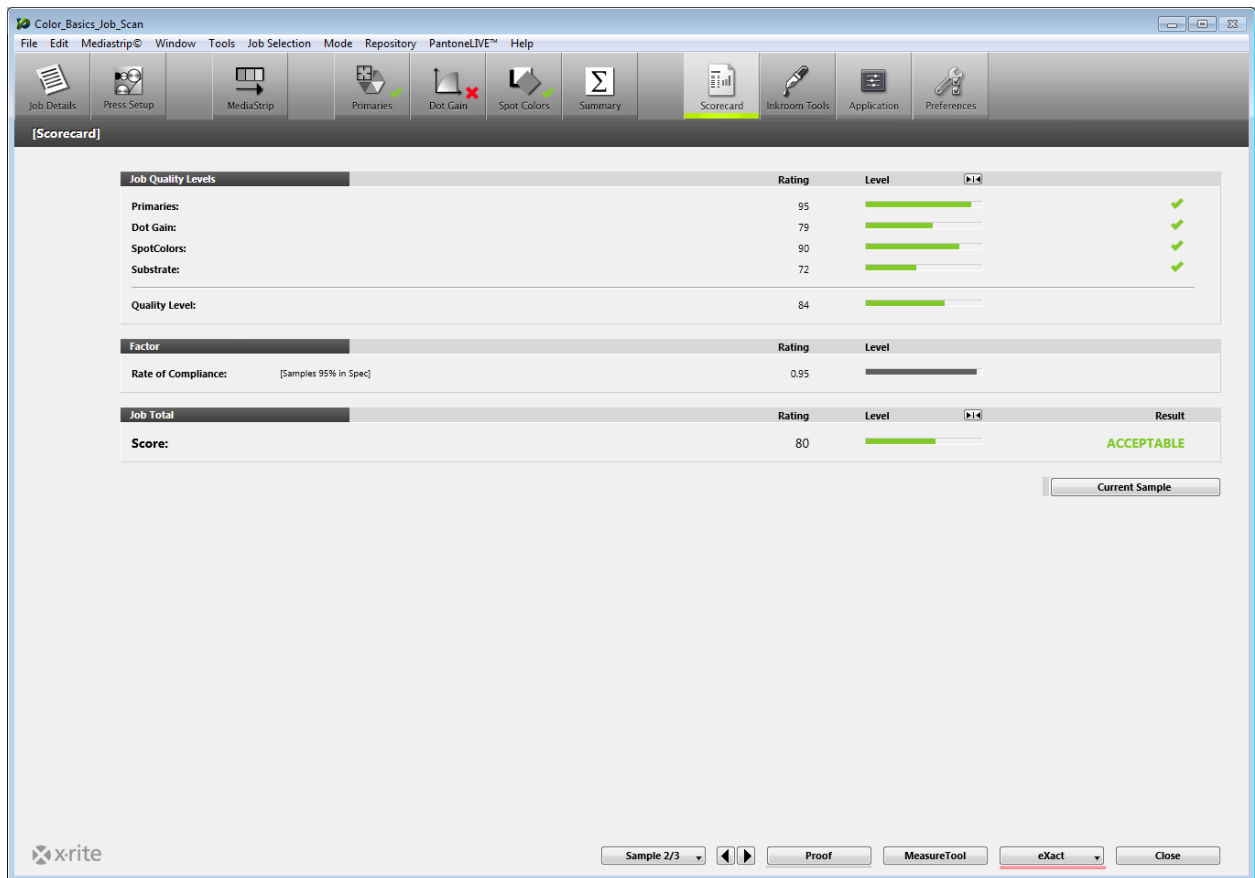 Color_Basics_Job_Scan
File Edit Mediastrip© Window Tools Job Selection Mode Repository PantoneLIVE™ Help
Job Details Press Setup MediaStrip Primaries Dot Gain Spot Colors Summary Scorecard Inkroom Tools Application Preferences
[Scorecard]
Job Quality Levels Rating Level
Primaries: 95
Dot Gain: 79
SpotColors: 90
Substrate: 72
Quality Level: 84
Factor Rating Level
Rate of Compliance: [Samples 95% in Spec] 0.95
Job Total Rating Level Result
Score: 80 ACCEPTABLE
Current Sample
x·rite Sample 2/3 Proof MeasureTool eXact Close